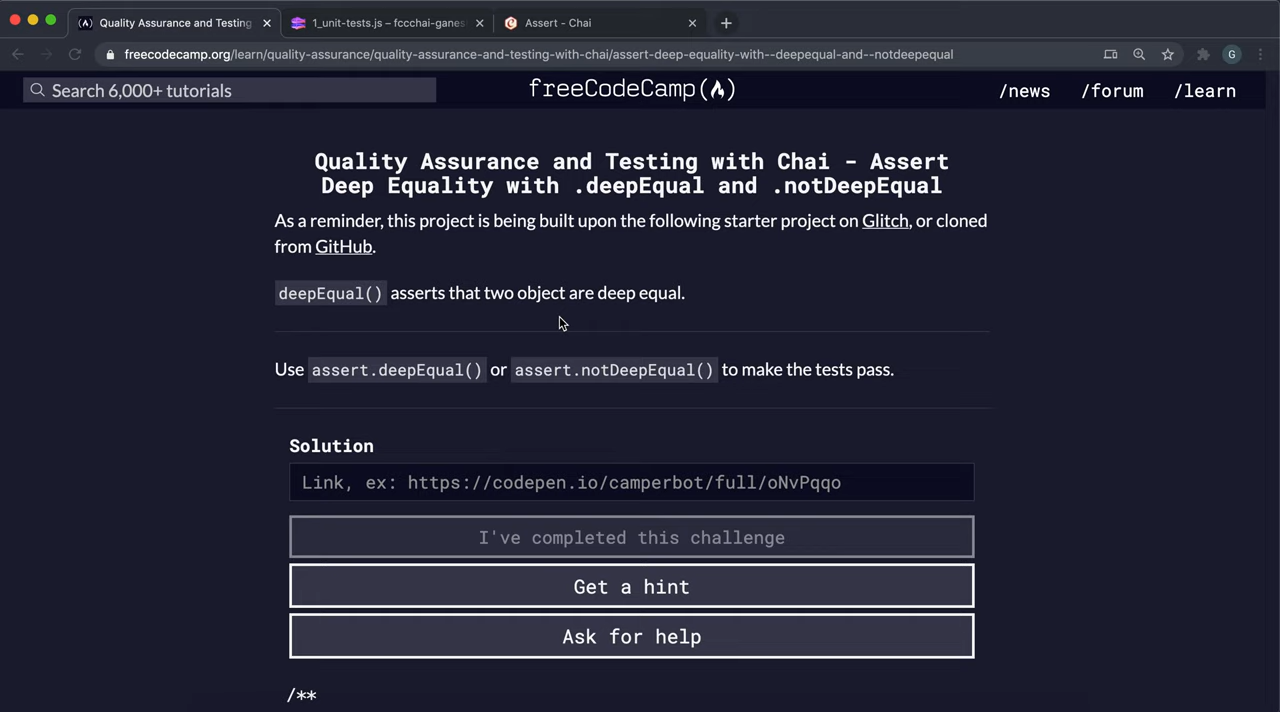 Quality Assurance and Testing
1_unit-tests.js – fccchai-ganes
Assert - Chai
freecodecamp.org/learn/quality-assurance/quality-assurance-and-testing-with-chai/assert-deep-equality-with--deepequal-and--notdeepequal
G
Search 6,000+ tutorials
freeCodeCamp
/news
/forum
/learn
Quality Assurance and Testing with Chai - Assert
Deep Equality with .deepEqual and .notDeepEqual
As a reminder, this project is being built upon the following starter project on Glitch, or cloned
from GitHub.
deepEqual() asserts that two object are deep equal.
Use assert.deepEqual() or assert.notDeepEqual() to make the tests pass.
Solution
Link, ex: https://codepen.io/camperbot/full/oNvPqqo
I've completed this challenge
Get a hint
Ask for help
/**